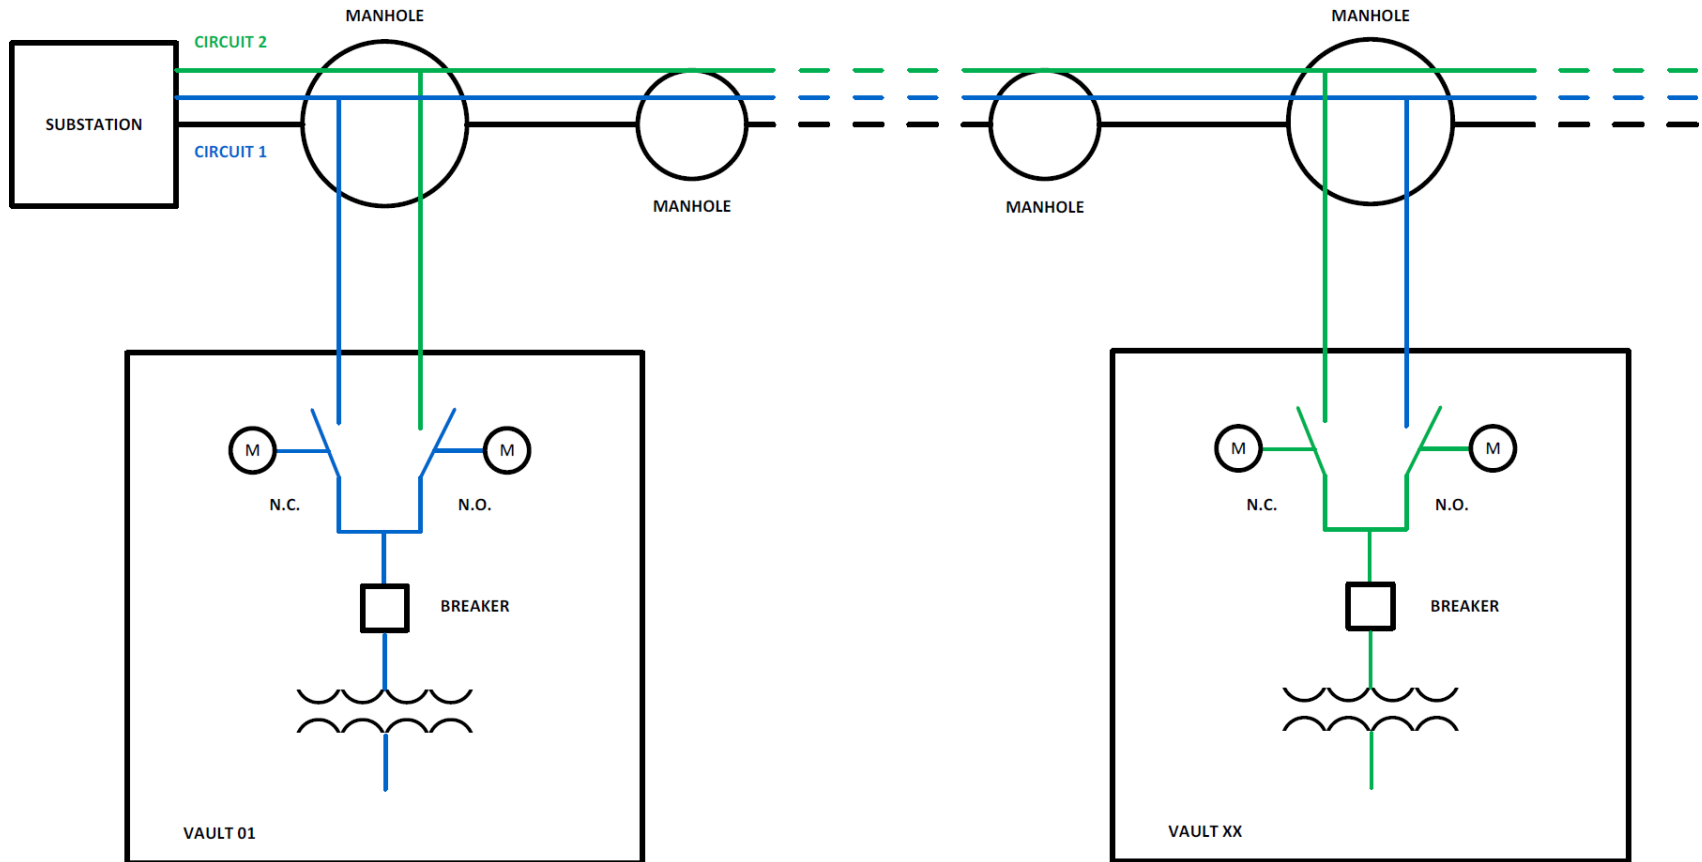 MANHOLE
MANHOLE
CIRCUIT 2
SUBSTATION
CIRCUIT 1
MANHOLE
MANHOLE
M
M
N.C.
N.O.
BREAKER
VAULT 01
M
M
N.C.
N.O.
BREAKER
VAULT XX